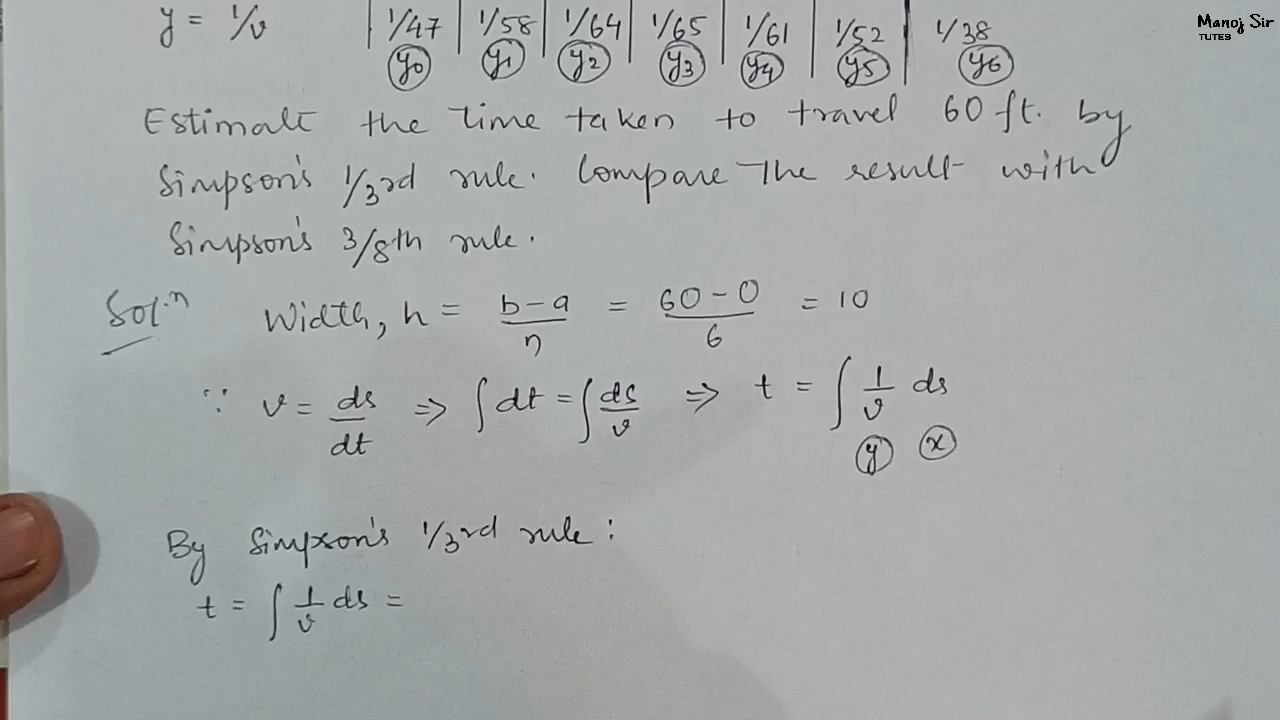 Manoj Sir
TUTES
y = 1/v | 1/47 | 1/58 | 1/64 | 1/65 | 1/61 | 1/52 | 1/38
y0 y1 y2 y3 y4 y5 y6
Estimate the time taken to travel 60 ft. by
Simpson's 1/3rd rule. Compare the result with
Simpson's 3/8th rule.
Sol.n Width, h = b-a/n = 60-0/6 = 10
∵ v = ds/dt ⇒ ∫dt = ∫ds/v ⇒ t = ∫ 1/v ds
y x
By Simpson's 1/3rd rule :
t = ∫ 1/v ds =